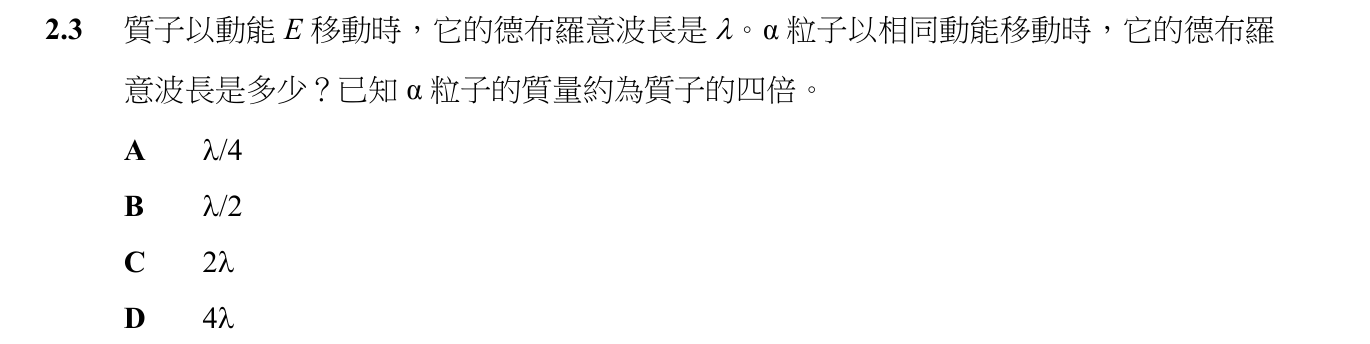 2.3 質子以動能 E 移動時,它的德布羅意波長是 λ。α 粒子以相同動能移動時,它的德布羅
意波長是多少?已知 α 粒子的質量約為質子的四倍。
A λ/4
B λ/2
C 2λ
D 4λ